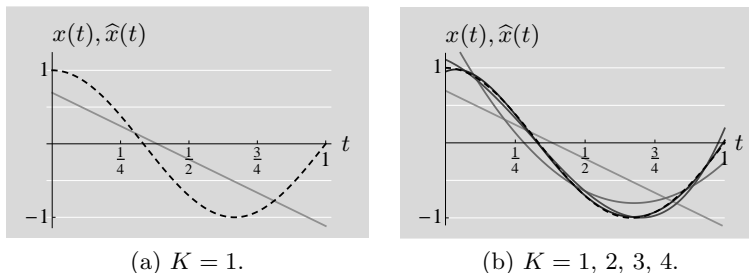 x(t), x̂(t)
1
−1
1/4
1/2
3/4
1
t
(a) K = 1.
x(t), x̂(t)
1
−1
1/4
1/2
3/4
1
t
(b) K = 1, 2, 3, 4.